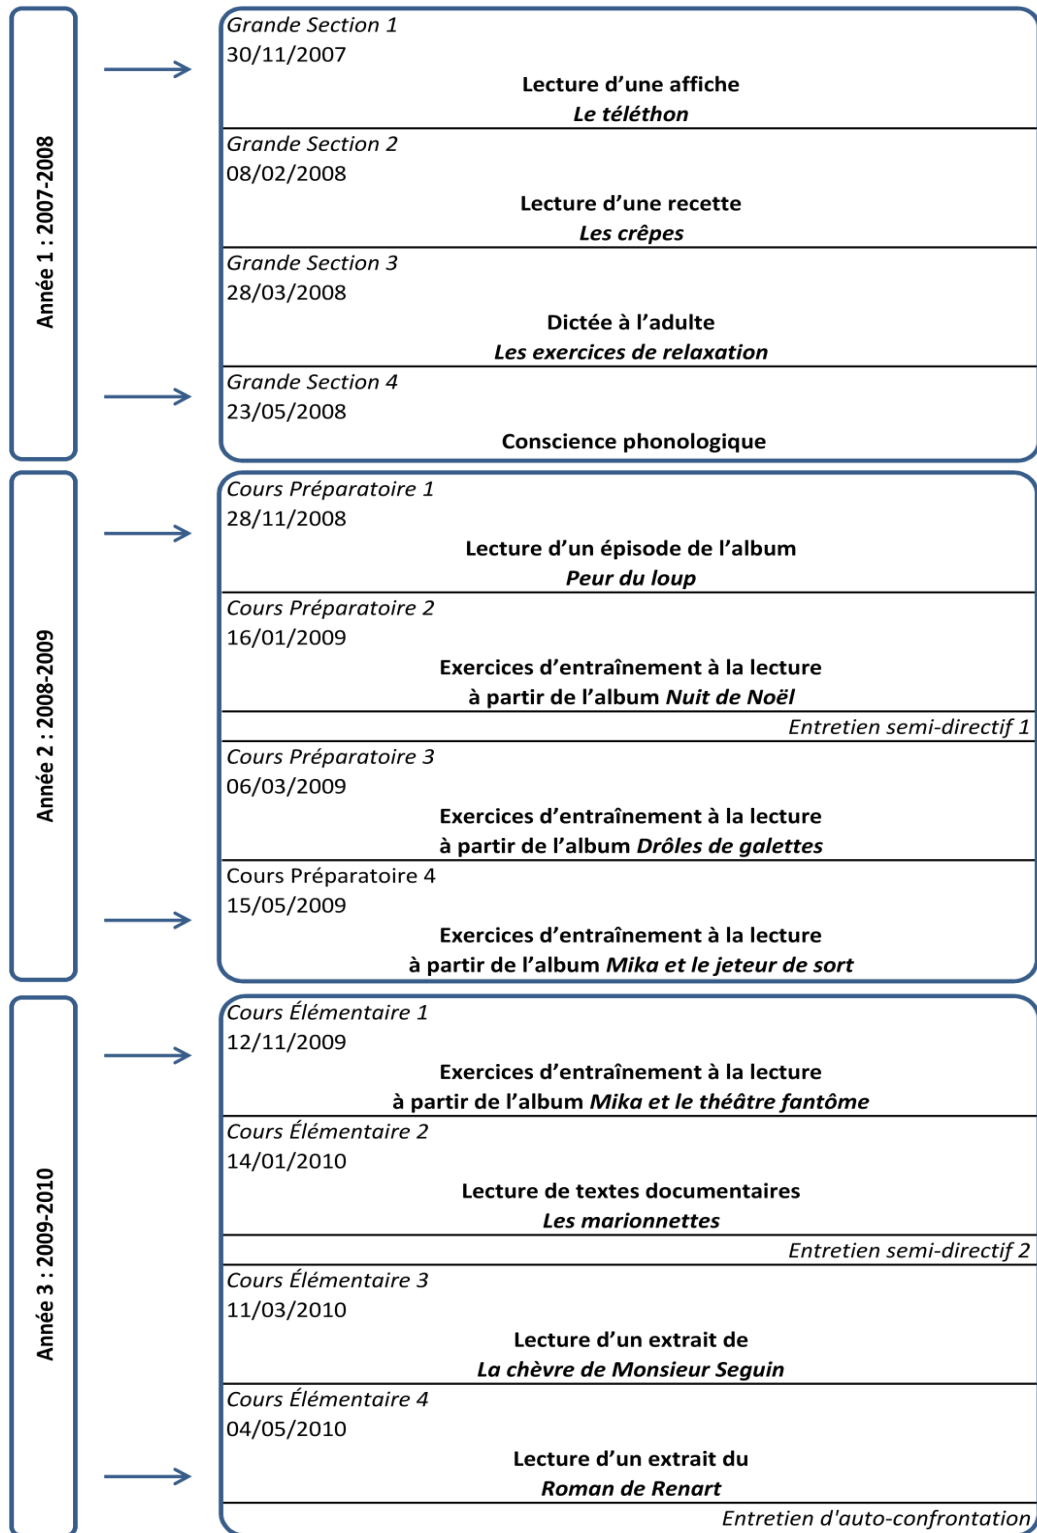 Année 1 : 2007-2008
Grande Section 1
30/11/2007
Lecture d’une affiche
Le téléthon
Grande Section 2
08/02/2008
Lecture d’une recette
Les crêpes
Grande Section 3
28/03/2008
Dictée à l’adulte
Les exercices de relaxation
Grande Section 4
23/05/2008
Conscience phonologique
Année 2 : 2008-2009
Cours Préparatoire 1
28/11/2008
Lecture d’un épisode de l’album
Peur du loup
Cours Préparatoire 2
16/01/2009
Exercices d’entraînement à la lecture
à partir de l’album Nuit de Noël
Entretien semi-directif 1
Cours Préparatoire 3
06/03/2009
Exercices d’entraînement à la lecture
à partir de l’album Drôles de galettes
Cours Préparatoire 4
15/05/2009
Exercices d’entraînement à la lecture
à partir de l’album Mika et le jeteur de sort
Année 3 : 2009-2010
Cours Élémentaire 1
12/11/2009
Exercices d’entraînement à la lecture
à partir de l’album Mika et le théâtre fantôme
Cours Élémentaire 2
14/01/2010
Lecture de textes documentaires
Les marionnettes
Entretien semi-directif 2
Cours Élémentaire 3
11/03/2010
Lecture d’un extrait de
La chèvre de Monsieur Seguin
Cours Élémentaire 4
04/05/2010
Lecture d’un extrait du
Roman de Renart
Entretien d'auto-confrontation